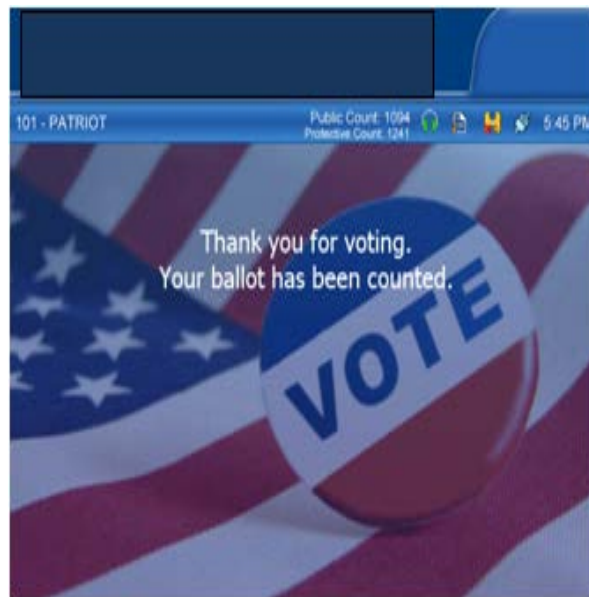 101 - PATRIOT
Public Count: 1094
Protective Count: 1241
5:45 PM
Thank you for voting.
Your ballot has been counted.
VOTE